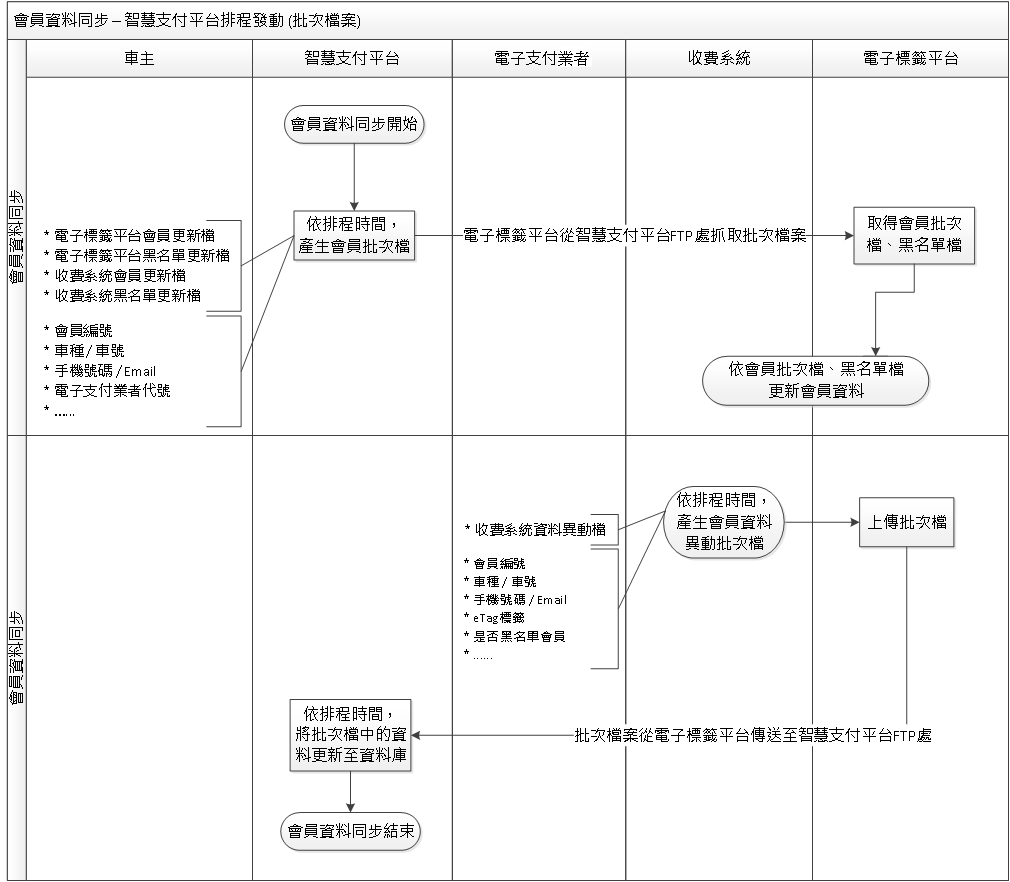 會員資料同步 – 智慧支付平台排程發動 (批次檔案)
車主
智慧支付平台
電子支付業者
收費系統
電子標籤平台
會員資料同步
會員資料同步開始
依排程時間，
產生會員批次檔
* 電子標籤平台會員更新檔
* 電子標籤平台黑名單更新檔
* 收費系統會員更新檔
* 收費系統黑名單更新檔
* 會員編號
* 車種 / 車號
* 手機號碼 / Email
* 電子支付業者代號
* ……
電子標籤平台從智慧支付平台FTP處抓取批次檔案
取得會員批次
檔、黑名單檔
依會員批次檔、黑名單檔
更新會員資料
會員資料同步
依排程時間，
產生會員資料
異動批次檔
* 收費系統資料異動檔
* 會員編號
* 車種 / 車號
* 手機號碼 / Email
* eTag標籤
* 是否黑名單會員
* ……
上傳批次檔
批次檔案從電子標籤平台傳送至智慧支付平台FTP處
依排程時間，
將批次檔中的資
料更新至資料庫
會員資料同步結束